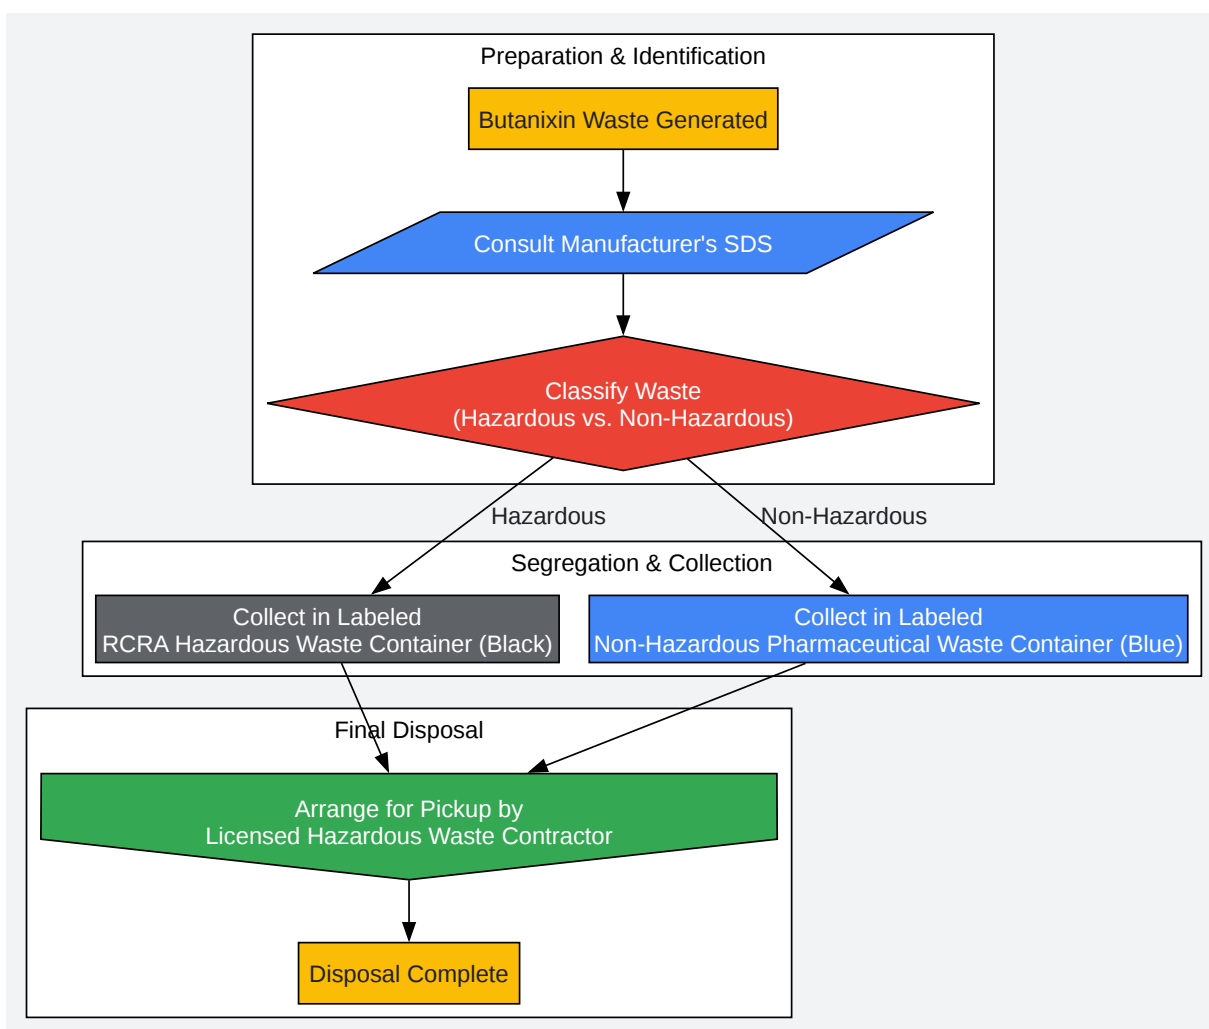 Preparation & Identification
Butanixin Waste Generated
Consult Manufacturer's SDS
Classify Waste
(Hazardous vs. Non-Hazardous)
Hazardous
Non-Hazardous
Segregation & Collection
Collect in Labeled
RCRA Hazardous Waste Container (Black)
Collect in Labeled
Non-Hazardous Pharmaceutical Waste Container (Blue)
Final Disposal
Arrange for Pickup by
Licensed Hazardous Waste Contractor
Disposal Complete